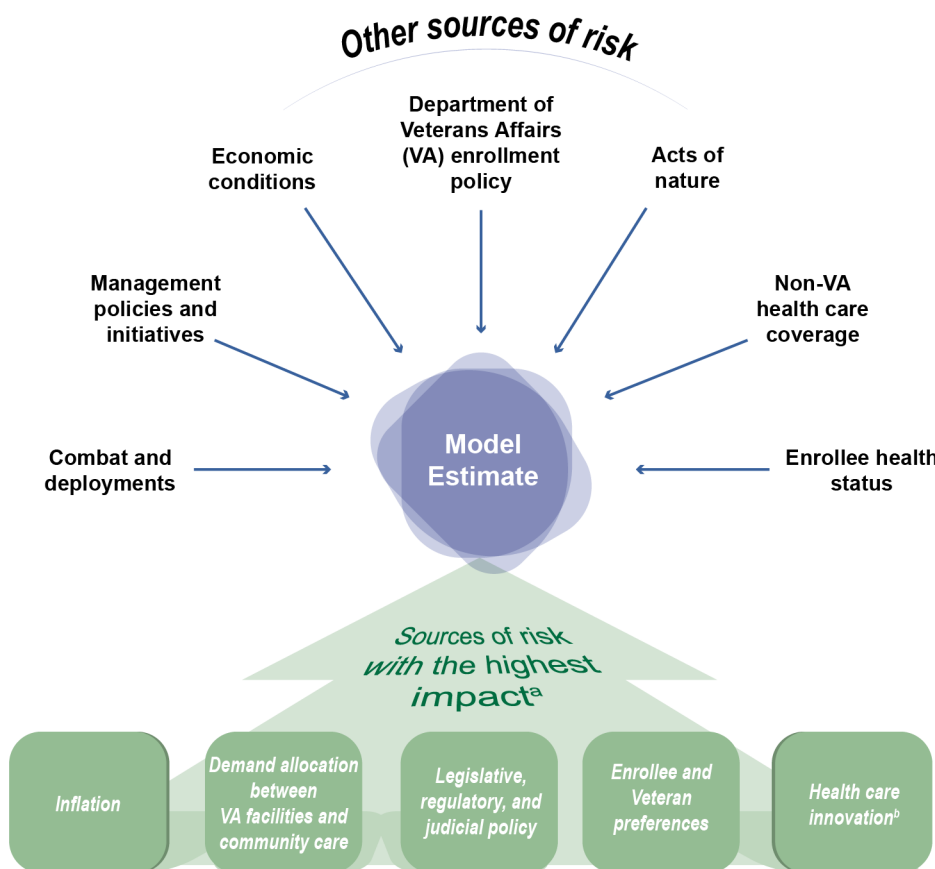 Other sources of risk
Department of
Veterans Affairs
(VA) enrollment
policy
Economic
conditions
Acts of
nature
Management
policies and
initiatives
Non-VA
health care
coverage
Combat and
deployments
Model
Estimate
Enrollee health
status
Sources of risk
with the highest
impactᵃ
Inflation
Demand allocation
between
VA facilities and
community care
Legislative,
regulatory, and
judicial policy
Enrollee and
Veteran
preferences
Health care
innovationᵇ